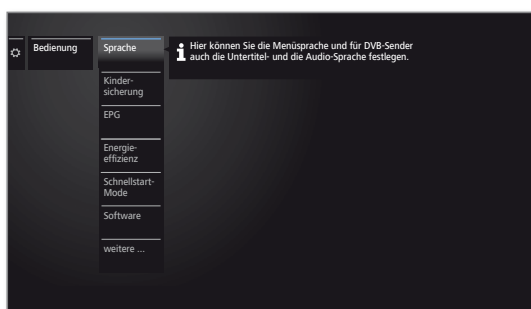 Bedienung
Sprache
Hier können Sie die Menüsprache und für DVB-Sender
auch die Untertitel- und die Audio-Sprache festlegen.
Kinder-
sicherung
EPG
Energie-
effizienz
Schnellstart-
Mode
Software
weitere ...